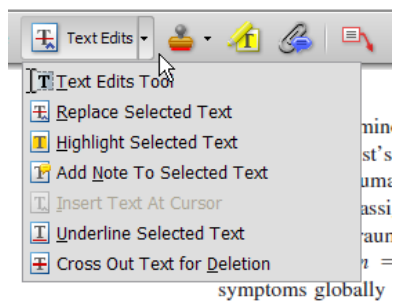 Text Edits
Text Edits Tool
Replace Selected Text
Highlight Selected Text
Add Note To Selected Text
Insert Text At Cursor
Underline Selected Text
Cross Out Text for Deletion
st's
n =
symptoms globally